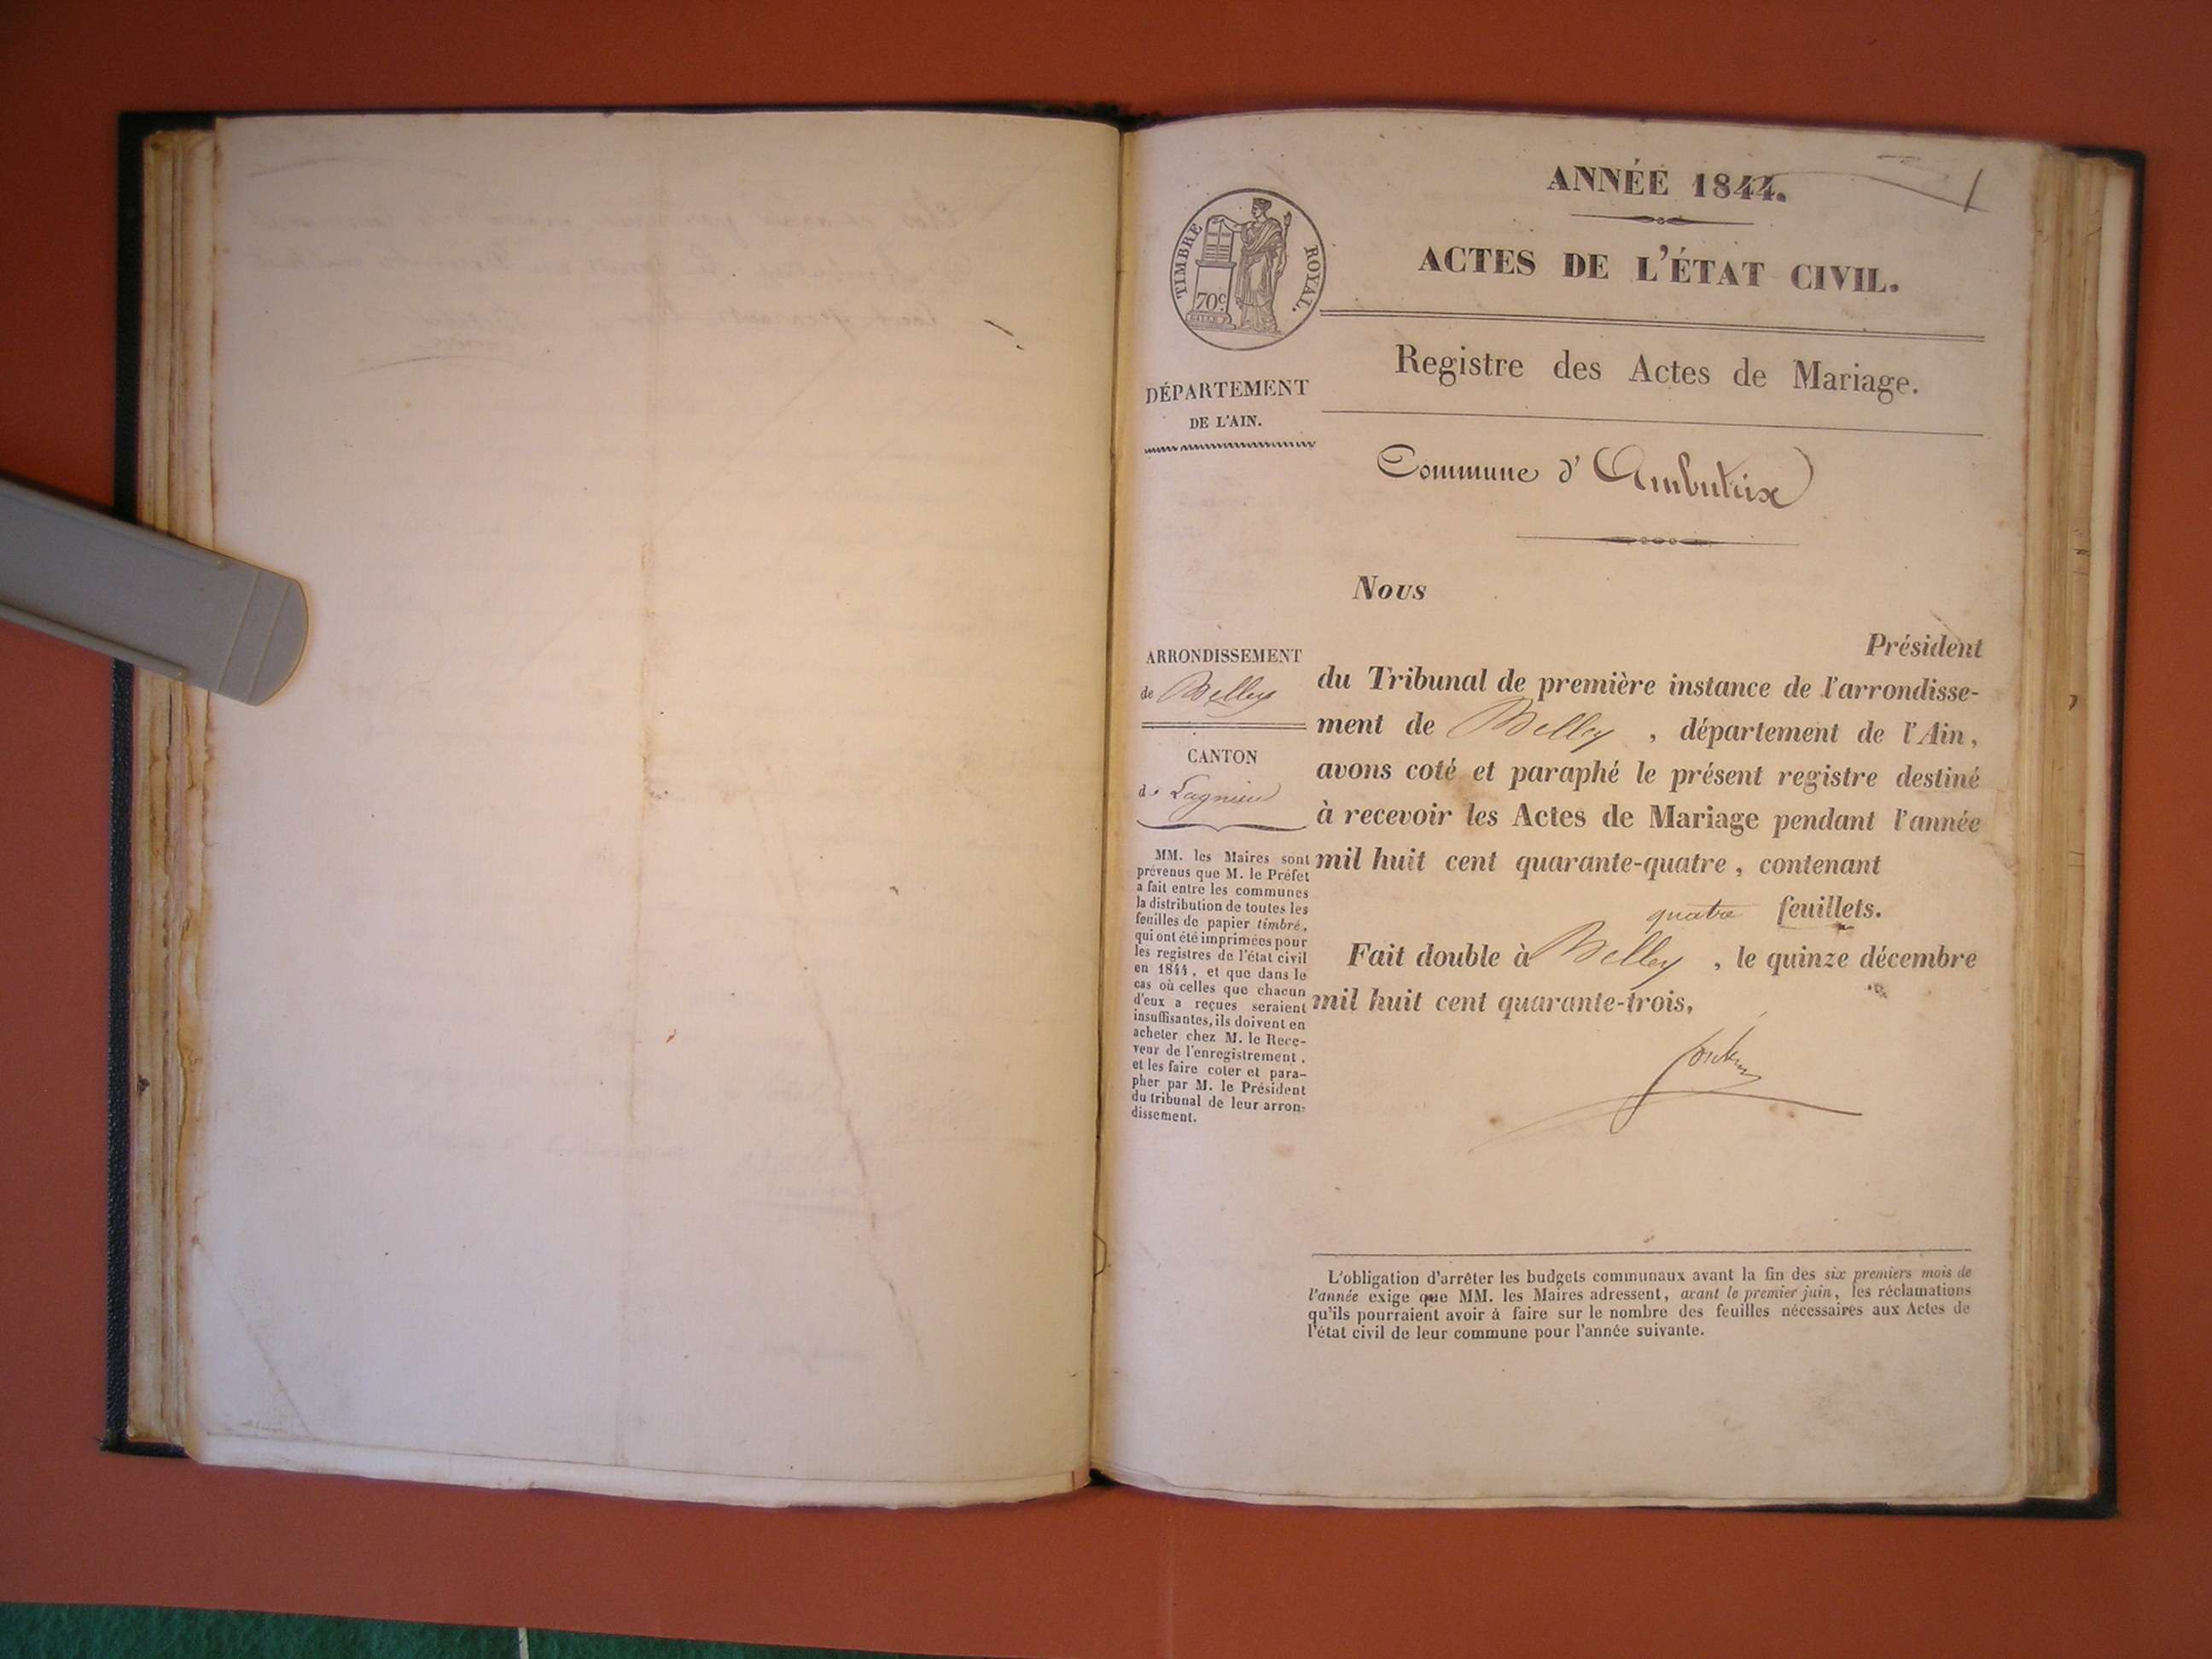 ANNÉE 1844.
ACTES DE L'ÉTAT CIVIL.
TIMBRE ROYAL.
70c
Registre des Actes de Mariage.
DÉPARTEMENT
DE L'AIN.
Commune d'Ambutrix
Nous
Président
du Tribunal de première instance de l'arrondisse-
ment de Belley, département de l'Ain,
avons coté et paraphé le présent registre destiné
à recevoir les Actes de Mariage pendant l'année
mil huit cent quarante-quatre, contenant
quatre feuillets.
Fait double à Belley, le quinze décembre
mil huit cent quarante-trois,
ARRONDISSEMENT
de Belley
CANTON
de Lagnieu
MM. les Maires sont
prévenus que M. le Préfet
a fait entre les communes
la distribution de toutes les
feuilles de papier timbré,
qui ont été imprimées pour
les registres de l'état civil
en 1844, et que dans le
cas où celles que chacun
d'eux a reçues seraient
insuffisantes, ils doivent en
acheter chez M. le Rece-
veur de l'enregistrement,
et les faire coter et para-
pher par M. le Président
du tribunal de leur arron-
dissement.
L'obligation d'arrêter les budgets communaux avant la fin des six premiers mois de
l'année exige que MM. les Maires adressent, avant le premier juin, les réclamations
qu'ils pourraient avoir à faire sur le nombre des feuilles nécessaires aux Actes de
l'état civil de leur commune pour l'année suivante.